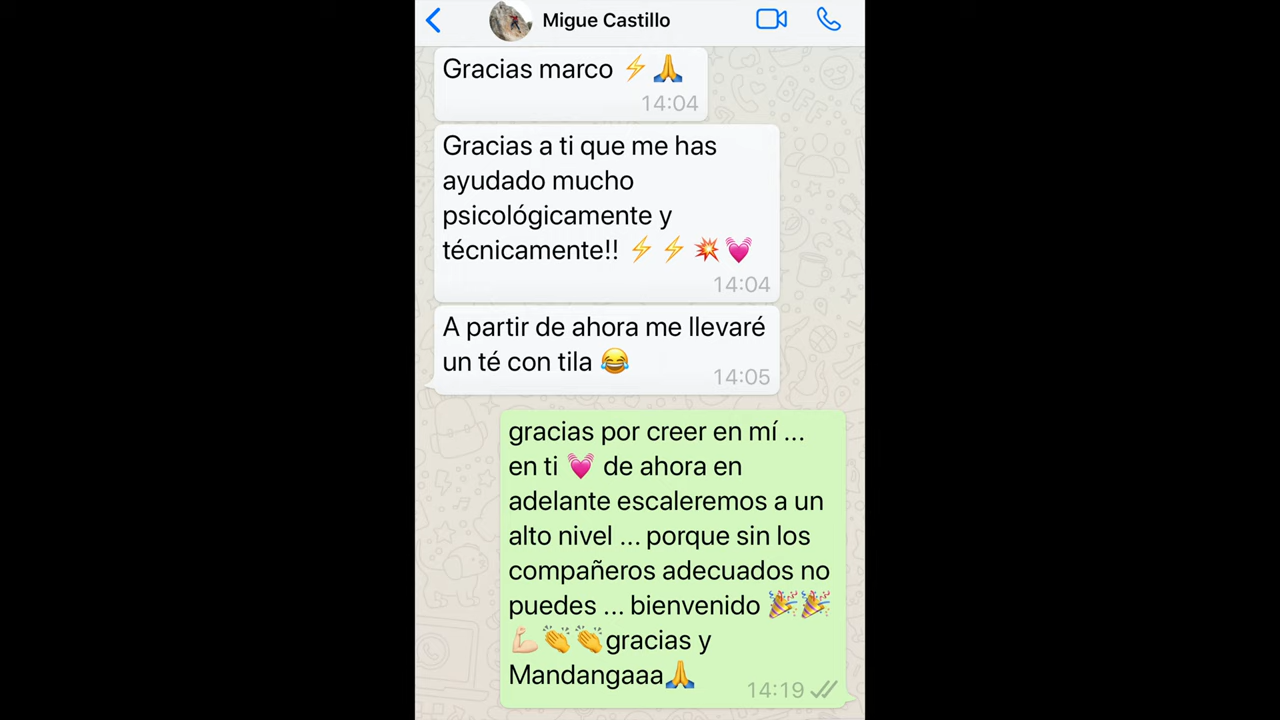 Migue Castillo
Gracias marco ⚡🙏
14:04
Gracias a ti que me has
ayudado mucho
psicológicamente y
técnicamente!! ⚡⚡💥💓
14:04
A partir de ahora me llevaré
un té con tila 😂
14:05
gracias por creer en mí ...
en ti 💓 de ahora en
adelante escaleremos a un
alto nivel ... porque sin los
compañeros adecuados no
puedes ... bienvenido 🎉🎉
💪🏻👏👏gracias y
Mandangaaa🙏
14:19